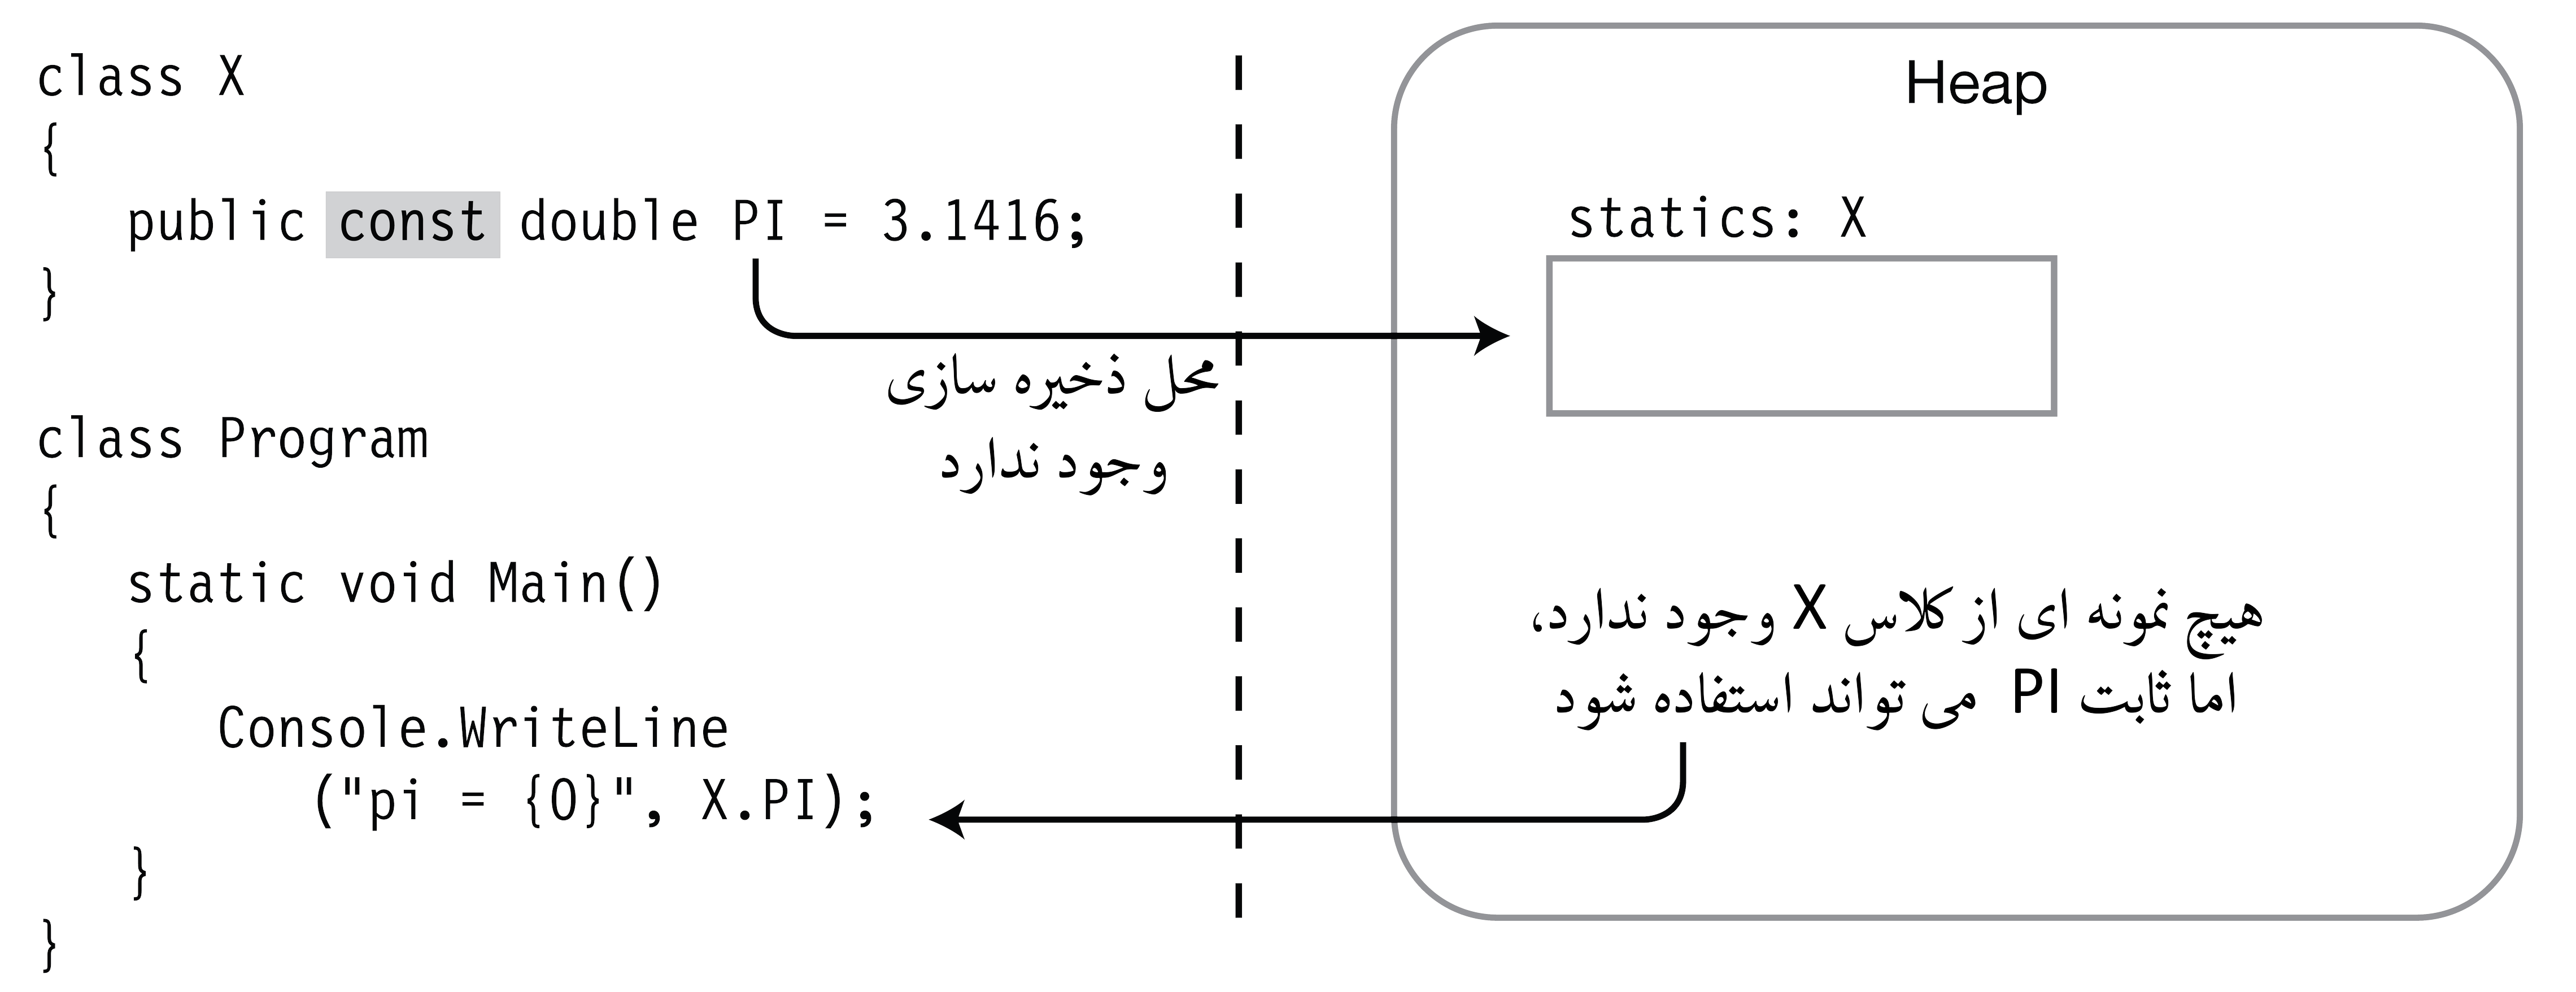 class X
{
   public const double PI = 3.1416;
}
محل ذخیره سازی
وجود ندارد
class Program
{
   static void Main()
   {
      Console.WriteLine
         ("pi = {0}", X.PI);
   }
}
Heap
statics: X
هیچ نمونه ای از کلاس X وجود ندارد،
اما ثابت PI می تواند استفاده شود